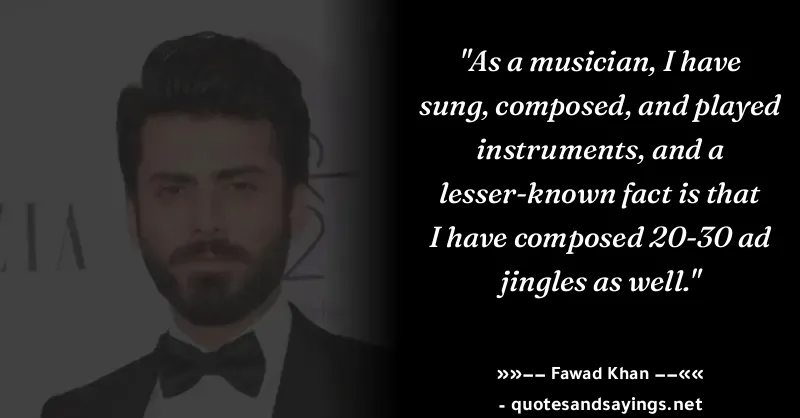 "As a musician, I have
sung, composed, and played
instruments, and a
lesser-known fact is that
I have composed 20-30 ad
jingles as well."
»»−− Fawad Khan −−««
- quotesandsayings.net
ZIA